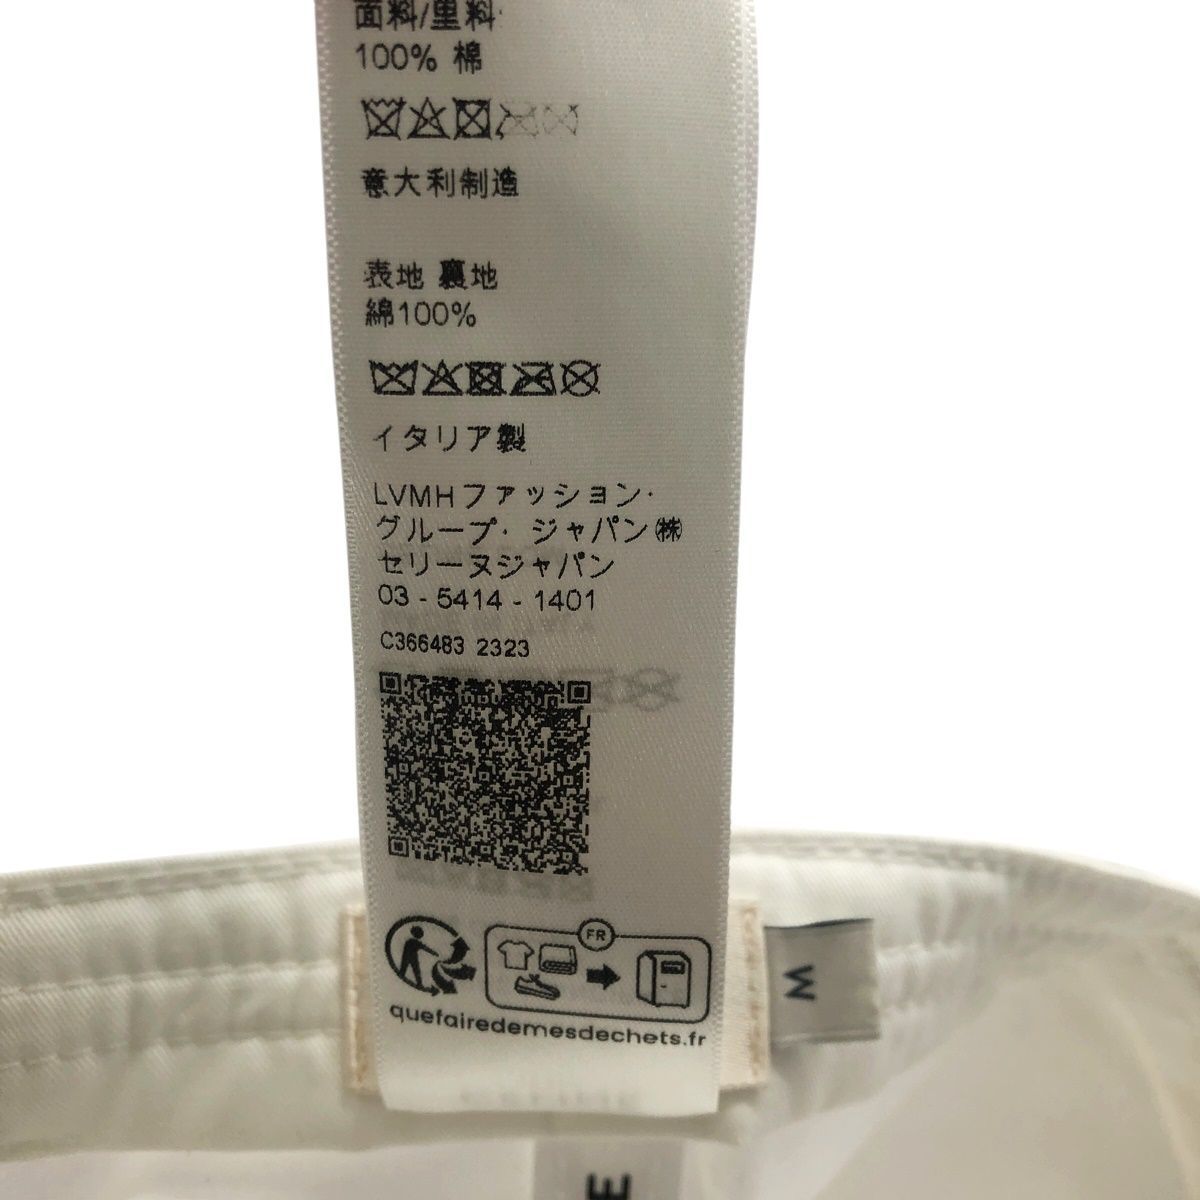 面料/里料
100% 棉
意大利制造
表地 裏地
綿100%
イタリア製
LVMHファッション・
グループ・ ジャパン㈱
セリーヌジャパン
03 - 5414 - 1401
C366483 2323
FR
quefairedemesdechets.fr
M
E